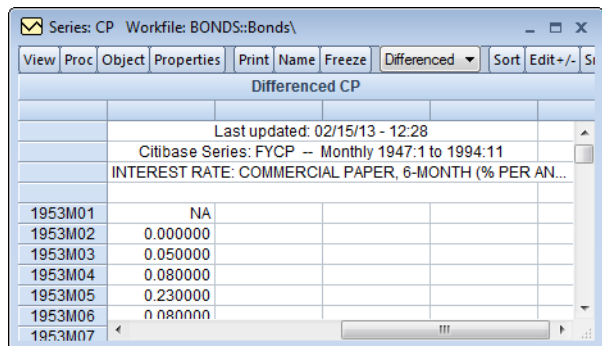 Series: CP Workfile: BONDS::Bonds\
View Proc Object Properties Print Name Freeze Differenced Sort Edit+/-
Differenced CP
Last updated: 02/15/13 - 12:28
Citibase Series: FYCP -- Monthly 1947:1 to 1994:11
INTEREST RATE: COMMERCIAL PAPER, 6-MONTH (% PER AN...
1953M01 NA
1953M02 0.000000
1953M03 0.050000
1953M04 0.080000
1953M05 0.230000
1953M06 0.080000
1953M07